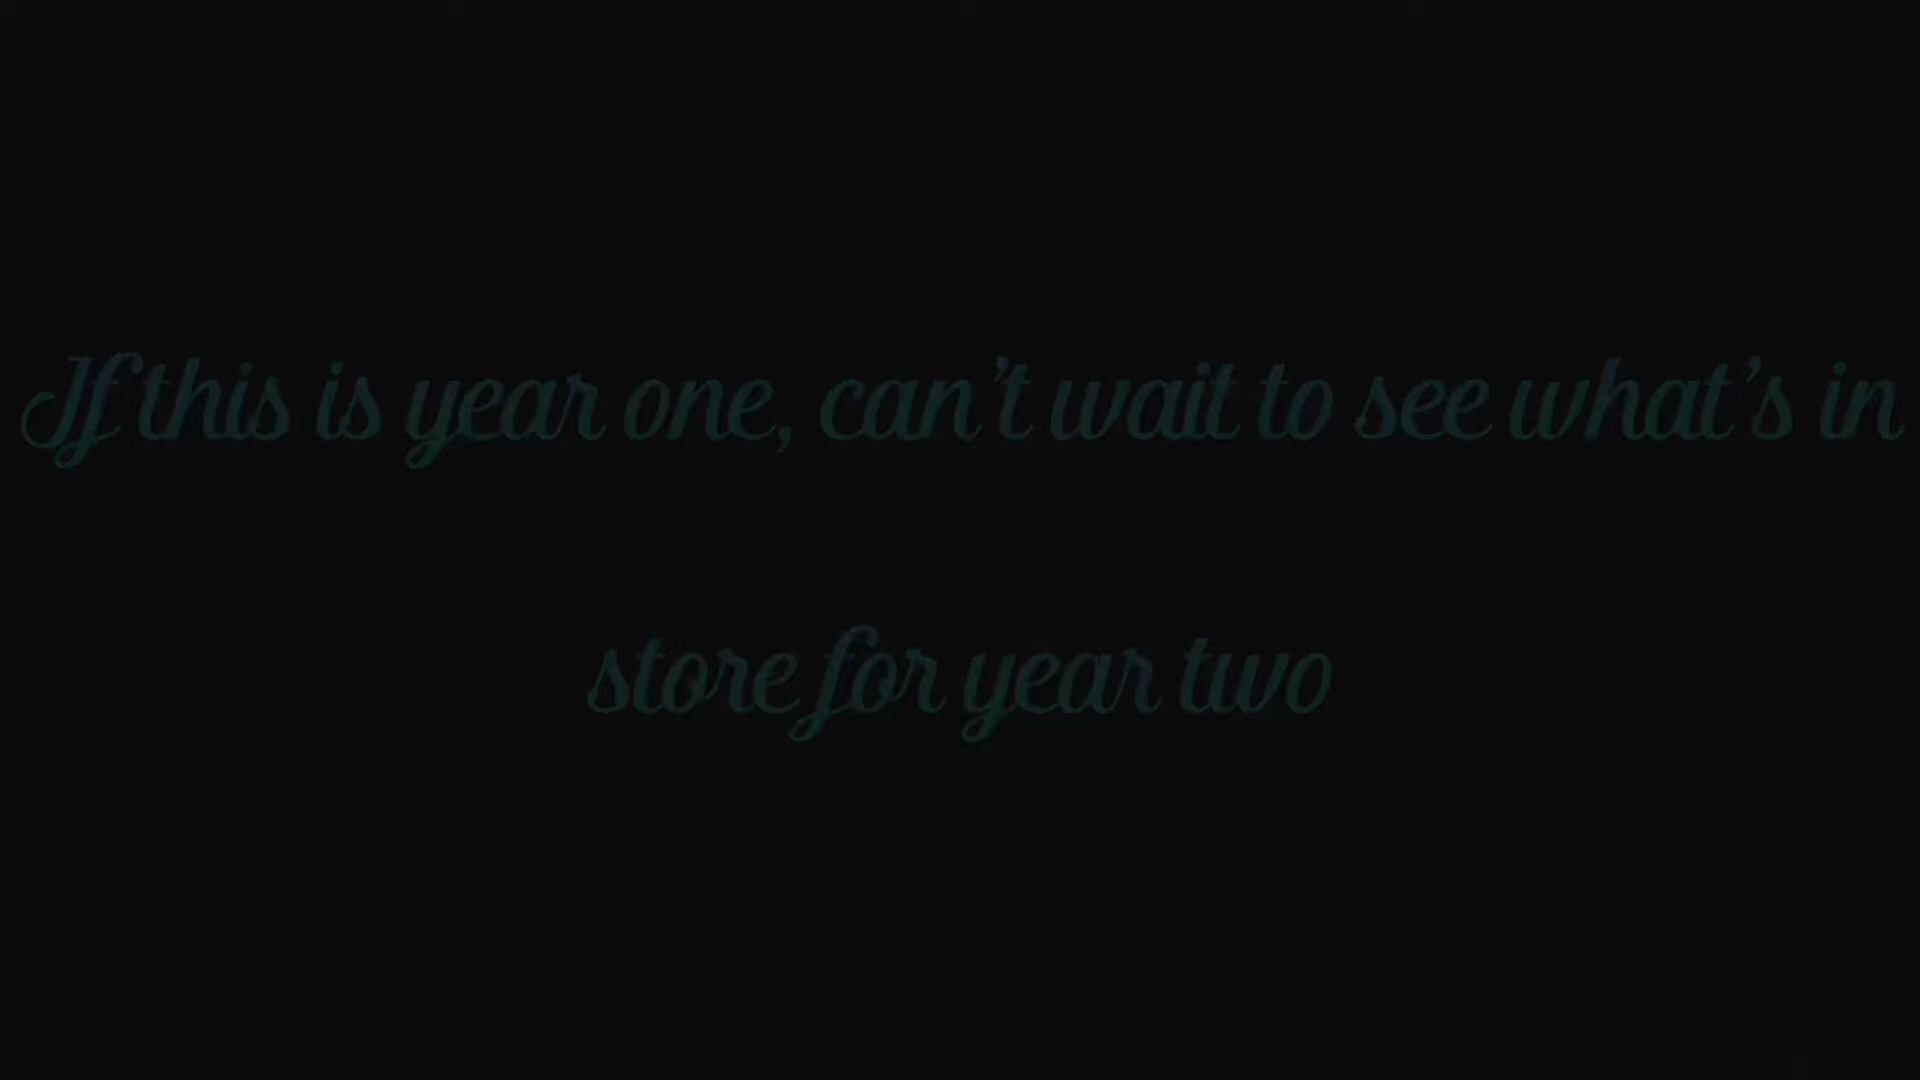 If this is year one, can't wait to see what's in
store for year two